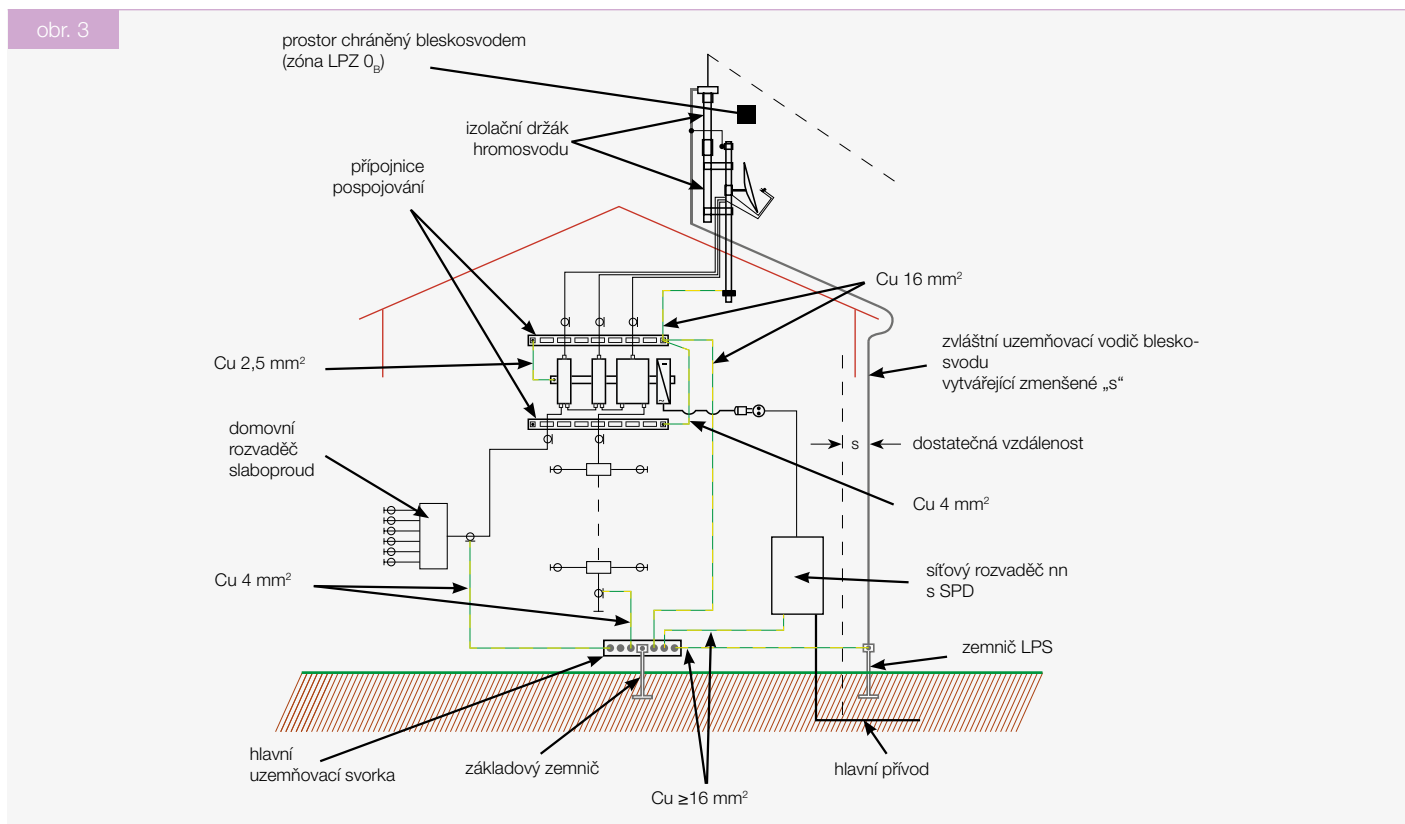 obr. 3
prostor chráněný bleskosvodem
(zóna LPZ 0B)
izolační držák
hromosvodu
přípojnice
pospojování
Cu 16 mm²
Cu 2,5 mm²
zvláštní uzemňovací vodič blesko-
svodu
vytvářející zmenšené „s“
domovní
rozvaděč
slaboproud
s
dostatečná vzdálenost
Cu 4 mm²
Cu 4 mm²
síťový rozvaděč nn
s SPD
zemnič LPS
hlavní
uzemňovací svorka
základový zemnič
hlavní přívod
Cu ≥16 mm²